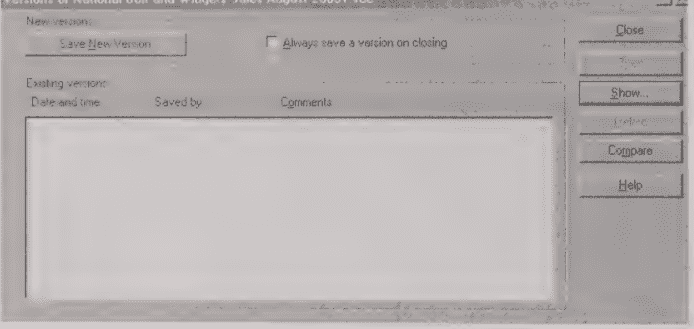 New versions
Save New Version
Always save a version on closing
Existing versions
Date and time Saved by Comments
Close
Show...
Compare
Help